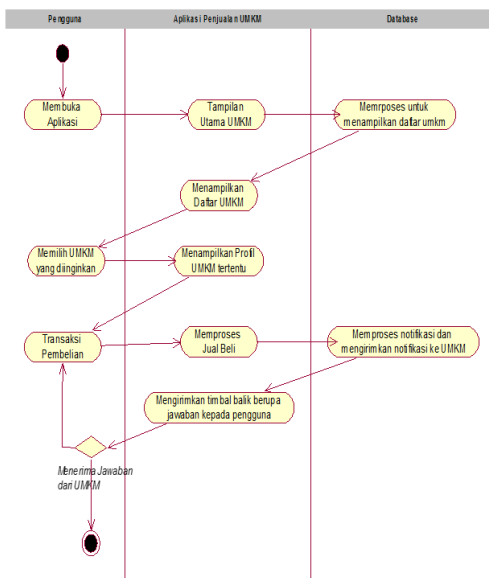 Pengguna
Aplikasi Penjualan UMKM
Database
Membuka
Aplikasi
Tampilan
Utama UMKM
Memrposes untuk
menampilkan daftar umkm
Menampilkan
Daftar UMKM
Memilih UMKM
yang diinginkan
Menampilkan Profil
UMKM tertentu
Transaksi
Pembelian
Memproses
Jual Beli
Memproses notifikasi dan
mengirimkan notifikasi ke UMKM
Mengirimkan timbal balik berupa
jawaban kepada pengguna
Menerima Jawaban
dari UMKM